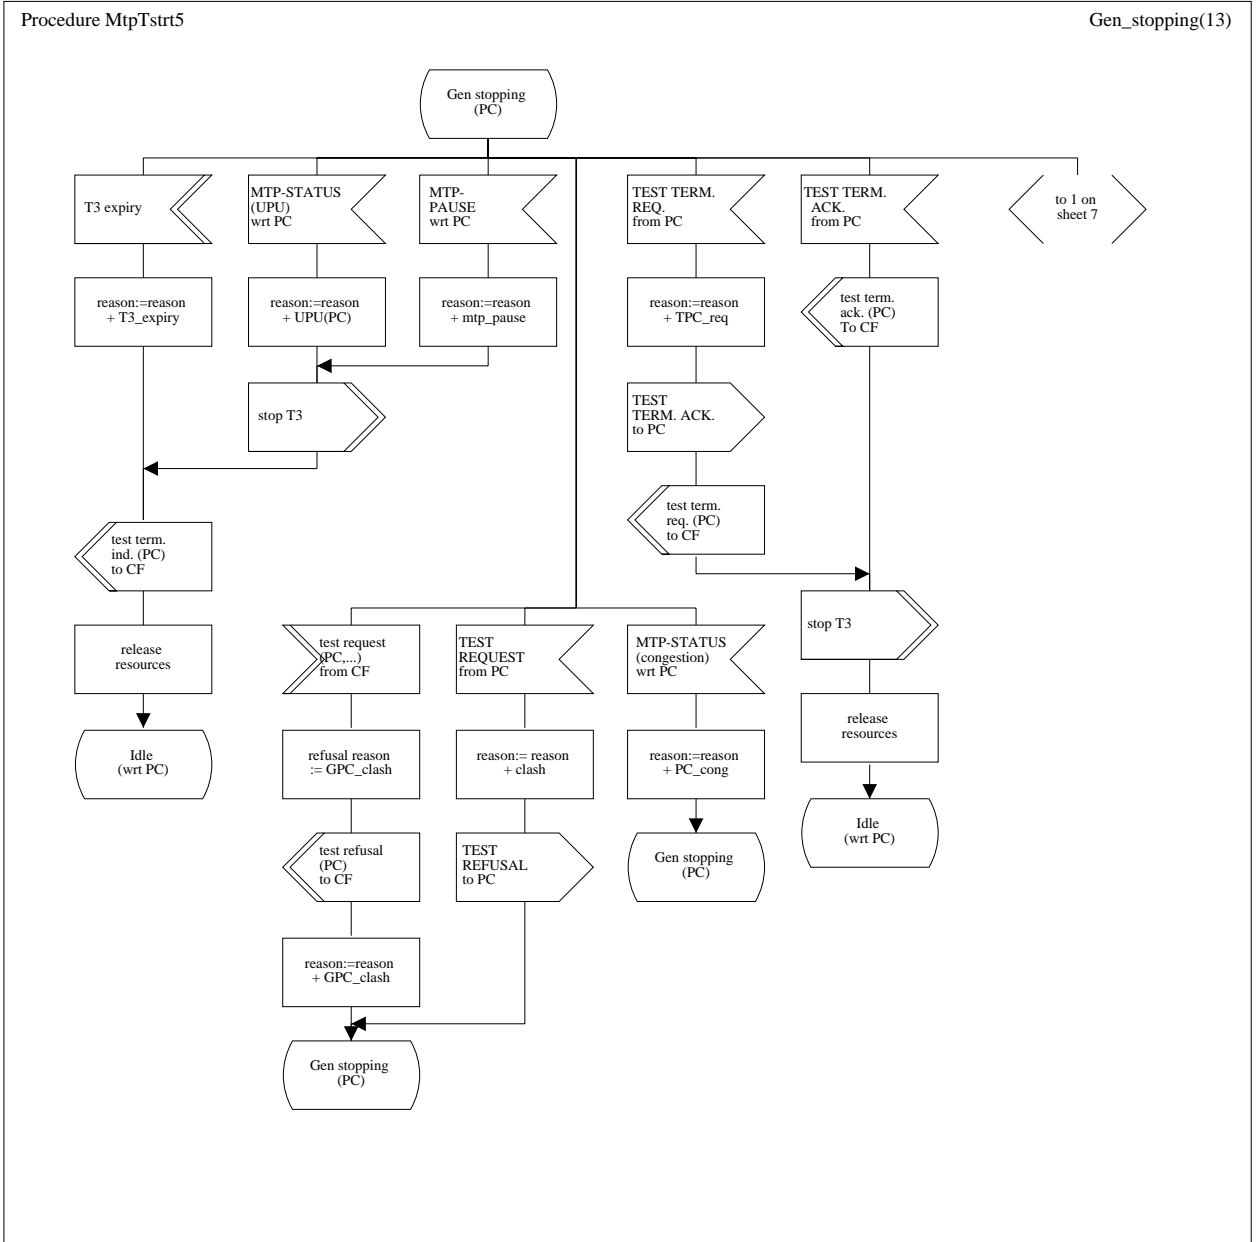 Procedure MtpTstrt5
Gen_stopping(13)
Gen stopping
(PC)
T3 expiry
MTP-STATUS
(UPU)
wrt PC
MTP-
PAUSE
wrt PC
TEST TERM.
REQ.
from PC
TEST TERM.
ACK.
from PC
to 1 on
sheet 7
reason:=reason
+ T3_expiry
reason:=reason
+ UPU(PC)
reason:=reason
+ mtp_pause
reason:=reason
+ TPC_req
test term.
ack. (PC)
To CF
stop T3
TEST
TERM. ACK.
to PC
test term.
req. (PC)
to CF
test term.
ind. (PC)
to CF
stop T3
release
resources
test request
(PC,...)
from CF
TEST
REQUEST
from PC
MTP-STATUS
(congestion)
wrt PC
release
resources
Idle
(wrt PC)
refusal reason
:= GPC_clash
reason:= reason
+ clash
reason:=reason
+ PC_cong
Idle
(wrt PC)
test refusal
(PC)
to CF
TEST
REFUSAL
to PC
Gen stopping
(PC)
reason:=reason
+ GPC_clash
Gen stopping
(PC)